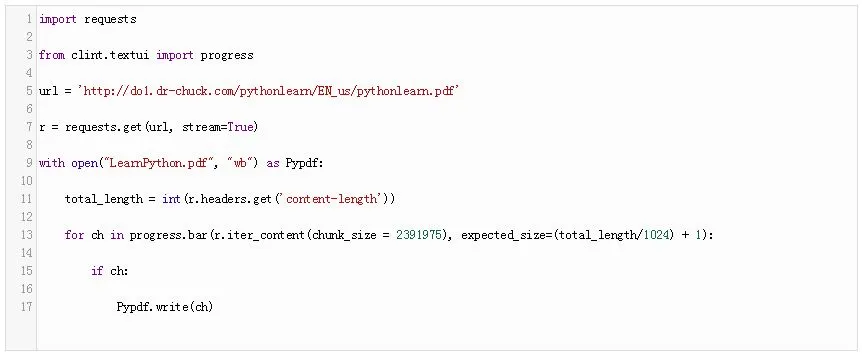 1 import requests
2
3 from clint.textui import progress
4
5 url = 'http://do1.dr-chuck.com/pythonlearn/EN_us/pythonlearn.pdf'
6
7 r = requests.get(url, stream=True)
8
9 with open("LearnPython.pdf", "wb") as Pypdf:
10
11     total_length = int(r.headers.get('content-length'))
12
13     for ch in progress.bar(r.iter_content(chunk_size = 2391975), expected_size=(total_length/1024) + 1):
14
15         if ch:
16
17             Pypdf.write(ch)